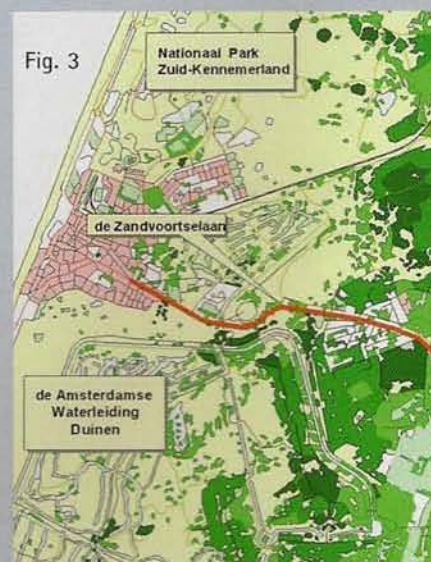 Fig. 3
Nationaal Park
Zuid-Kennemerland
de Zandvoortselaan
de Amsterdamse
Waterleiding
Duinen